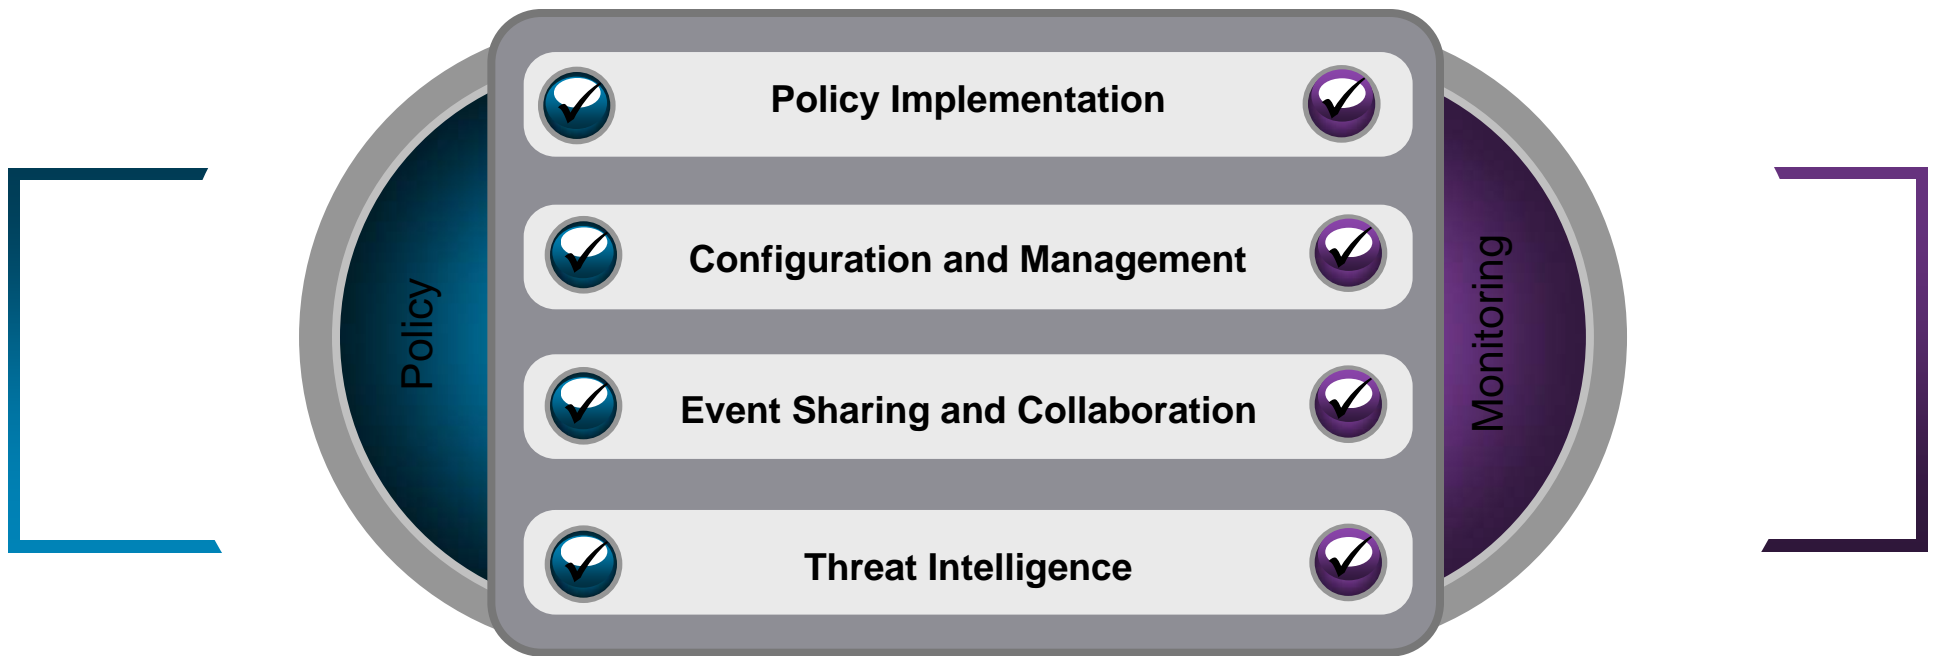 Policy Implementation
Configuration and Management
Event Sharing and Collaboration
Threat Intelligence
Policy
Monitoring